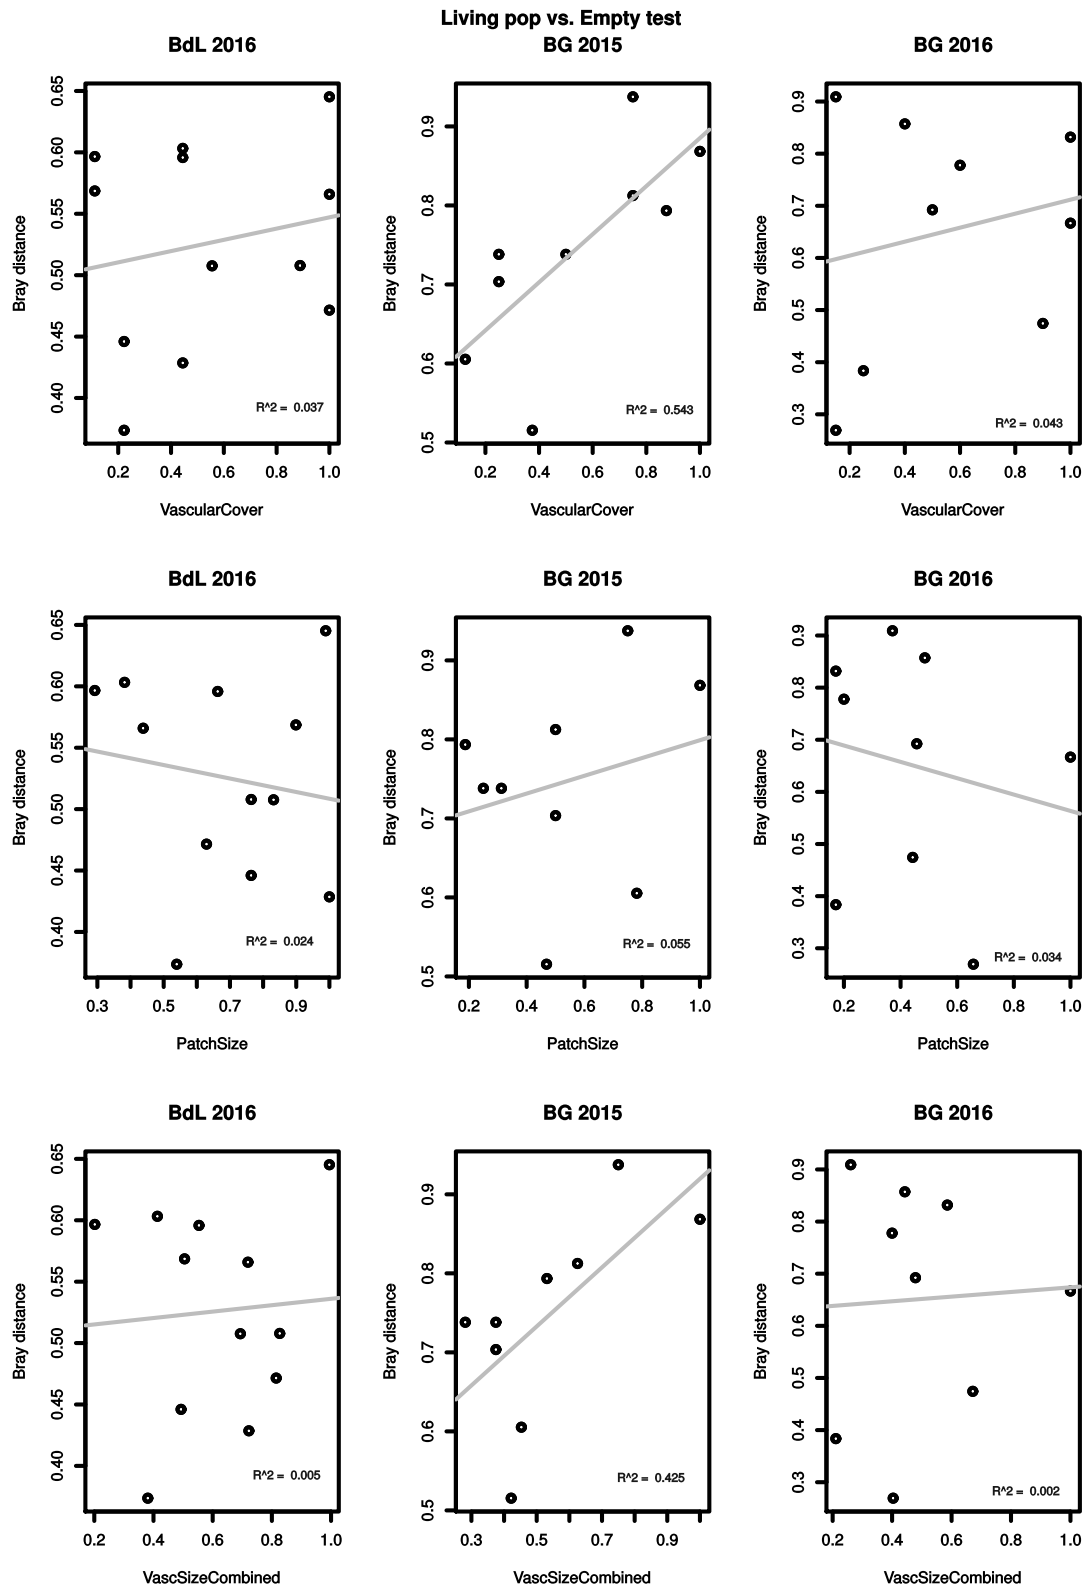 Living pop vs. Empty test
BdL 2016 BG 2015 BG 2016
Bray distance
0.40 0.45 0.50 0.55 0.60 0.65
R^2 = 0.037
0.2 0.4 0.6 0.8 1.0
VascularCover
Bray distance
0.5 0.6 0.7 0.8 0.9
R^2 = 0.543
0.2 0.4 0.6 0.8 1.0
VascularCover
Bray distance
0.3 0.4 0.5 0.6 0.7 0.8 0.9
R^2 = 0.043
0.2 0.4 0.6 0.8 1.0
VascularCover
BdL 2016 BG 2015 BG 2016
Bray distance
0.40 0.45 0.50 0.55 0.60 0.65
R^2 = 0.024
0.3 0.5 0.7 0.9
PatchSize
Bray distance
0.5 0.6 0.7 0.8 0.9
R^2 = 0.055
0.2 0.4 0.6 0.8 1.0
PatchSize
Bray distance
0.3 0.4 0.5 0.6 0.7 0.8 0.9
R^2 = 0.034
0.2 0.4 0.6 0.8 1.0
PatchSize
BdL 2016 BG 2015 BG 2016
Bray distance
0.40 0.45 0.50 0.55 0.60 0.65
R^2 = 0.005
0.2 0.4 0.6 0.8 1.0
VascSizeCombined
Bray distance
0.5 0.6 0.7 0.8 0.9
R^2 = 0.425
0.3 0.5 0.7 0.9
VascSizeCombined
Bray distance
0.3 0.4 0.5 0.6 0.7 0.8 0.9
R^2 = 0.002
0.2 0.4 0.6 0.8 1.0
VascSizeCombined